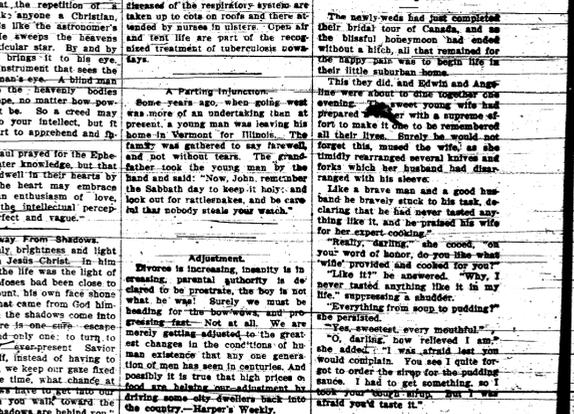 at, the repetition of a
anyone a Christian,
's like the astronomer's
sweeps the heavens
icular star. By and by
brings it to his eye.
instrument that sees the
man's eye. A blind man
the heavenly bodies
pe, no matter how pow-
be. So a creed may
o your intellect, but it
rt to apprehend and
aul prayed for the Ephe-
ater knowledge, but that
dwell in their hearts by
he heart may embrace
enthusiasm of love,
the intellectual percep-
rfect and vague."
way From Shadows.
uly brightness and light
Jesus Christ. In him
the life was the light of
Moses had been close to
ount, his own face shone
hat came from God him-
the shadows come into
ere is one sure escape
nd only one; to turn to
ever-present Savior
lf, instead of having to
we keep our gaze fixed
time, what chance at
as have to get into our
you walk toward the
adows are behind you."
diseases of the respiratory system are
taken up to cots on roofs and there at-
tended by nurses in ulsters. Open air
and tent life are part of the recog-
nized treatment of tuberculosis nowa-
days.
A Parting Injunction.
Some years ago, when going west
was more of an undertaking than at
present, a young man was leaving his
home in Vermont for Illinois. The
family was gathered to say farewell,
and not without tears. The grand-
father took the young man by the
hand and said: "Now, John, remember
the Sabbath day to keep it holy; and
look out for rattlesnakes, and be care-
ful that nobody steals your watch."
Adjustment.
Divorce is increasing, insanity is in-
creasing, parental authority is de-
clared to be prostrate, the boy is not
what he was! Surely we must be
heading for the bow-wows, and pro-
gressing fast— Not at all. We are
merely getting adjusted to the great-
est changes in the conditions of hu-
man existence that any one genera-
tion of men has seen in centuries. And
possibly it is true that high prices of
food are helping our adjustment by
driving some city dwellers back into
the country.—Harper's Weekly.
The newly-weds had just completed
their bridal tour of Canada, and as
the blissful honeymoon had ended
without a hitch, all that remained for
the happy pair was to begin life in
their little suburban home.
This they did, and Edwin and Ange-
line were about to dine together one
evening. The sweet young wife had
prepared with a supreme ef-
fort to make it one to be remembered
all their lives. Surely he would not
forget this, mused the wife, as she
timidly rearranged several knives and
forks which her husband had disar-
ranged with his sleeve.
Like a brave man and a good hus-
band he bravely stuck to his task, de-
claring that he had never tasted any-
thing like it, and he praised his wife
for her expert cooking.
"Really, darling," she cooed, "on
your word of honor, do you like what
'wife' provided and cooked for you?"
"Like it?" he answered. "Why, I
never tasted anything like it in my
life," suppressing a shudder.
"Everything from soup to pudding?"
she persisted.
"Yes, sweetest, every mouthful."
"O, darling, how relieved I am,"
she added. "I was afraid lest you
would complain. You see I quite for-
got to order the sirup for the pudding
sauce. I had to get something, so I
took your cough sirup. But I was
afraid you'd taste it."